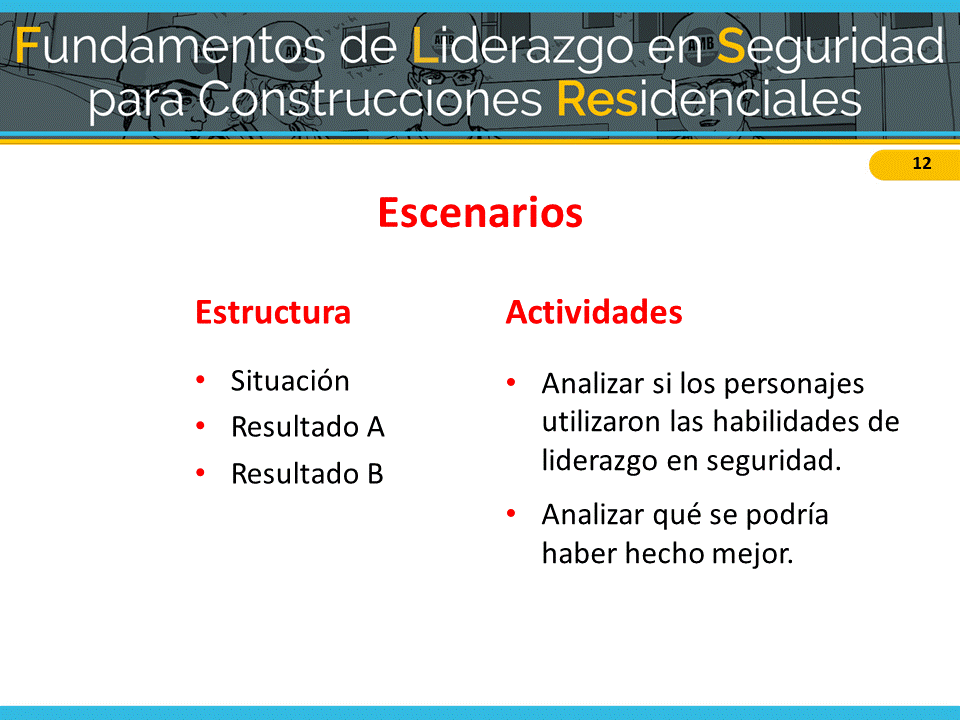 Fundamentos de Liderazgo en Seguridad
para Construcciones Residenciales
12
Escenarios
Estructura
• Situación
• Resultado A
• Resultado B
Actividades
• Analizar si los personajes
utilizaron las habilidades de
liderazgo en seguridad.
• Analizar qué se podría
haber hecho mejor.